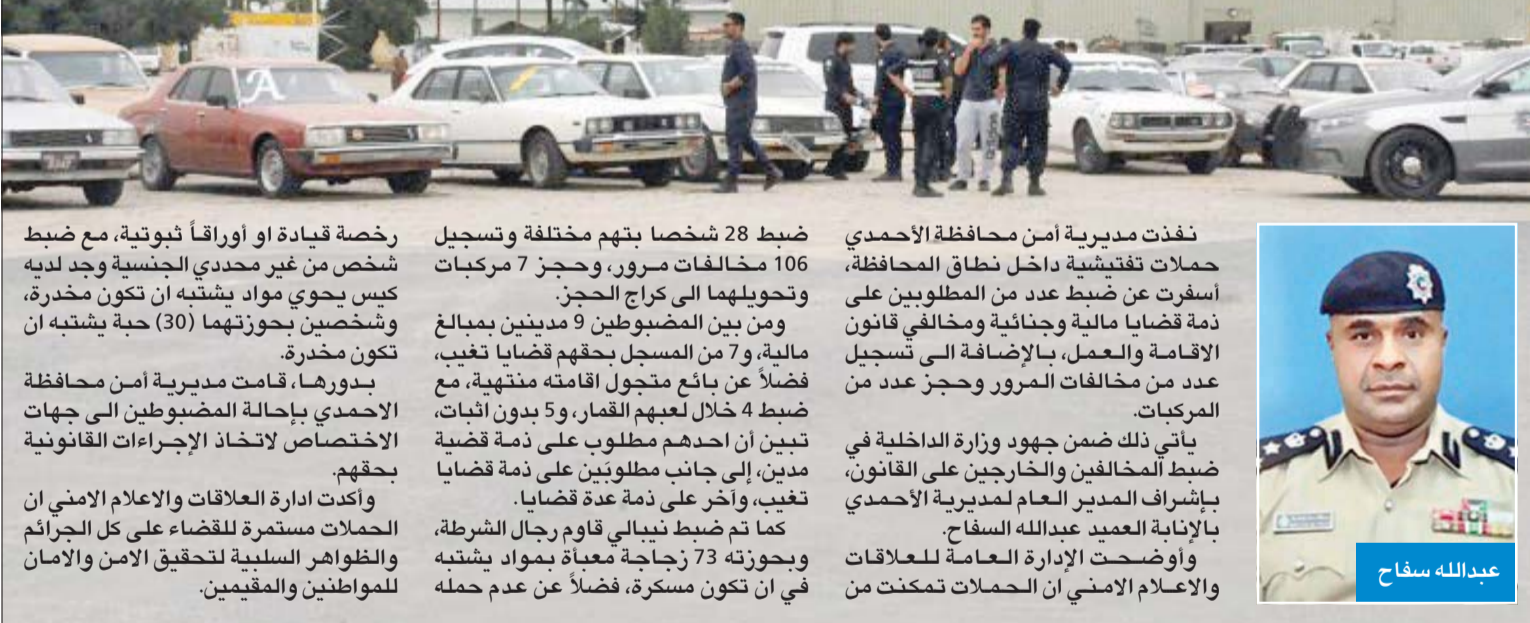 A
نفذت مديرية أمن محافظة الأحمدي
حملات تفتيشية داخل نطاق المحافظة،
أسفرت عن ضبط عدد من المطلوبين على
ذمة قضايا مالية وجنائية ومخالفي قانون
الاقامة والعمل، بالإضافة الى تسجيل
عدد من مخالفات المرور وحجز عدد من
المركبات.
يأتي ذلك ضمن جهود وزارة الداخلية في
ضبط المخالفين والخارجين على القانون،
بإشراف المدير العام لمديرية الأحمدي
بالإنابة العميد عبدالله السفاح.
وأوضحت الإدارة العامة للعلاقات
والاعلام الامني ان الحملات تمكنت من
ضبط 28 شخصا بتهم مختلفة وتسجيل
106 مخالفات مرور، وحجز 7 مركبات
وتحويلهما الى كراج الحجز.
ومن بين المضبوطين 9 مدينين بمبالغ
مالية، و7 من المسجل بحقهم قضايا تغيب،
فضلاً عن بائع متجول اقامته منتهية، مع
ضبط 4 خلال لعبهم القمار، و5 بدون اثبات،
تبين أن احدهم مطلوب على ذمة قضية
مدين، إلى جانب مطلوبَين على ذمة قضايا
تغيب، وآخر على ذمة عدة قضايا.
كما تم ضبط نيبالي قاوم رجال الشرطة،
وبحوزته 73 زجاجة معبأة بمواد يشتبه
في ان تكون مسكرة، فضلاً عن عدم حمله
رخصة قيادة او أوراقاً ثبوتية، مع ضبط
شخص من غير محددي الجنسية وجد لديه
كيس يحوي مواد يشتبه ان تكون مخدرة،
وشخصين بحوزتهما (30) حبة يشتبه ان
تكون مخدرة.
بدورها، قامت مديرية أمن محافظة
الاحمدي بإحالة المضبوطين الى جهات
الاختصاص لاتخاذ الإجراءات القانونية
بحقهم.
وأكدت ادارة العلاقات والاعلام الامني ان
الحملات مستمرة للقضاء على كل الجرائم
والظواهر السلبية لتحقيق الامن والامان
للمواطنين والمقيمين.
عبدالله سفاح